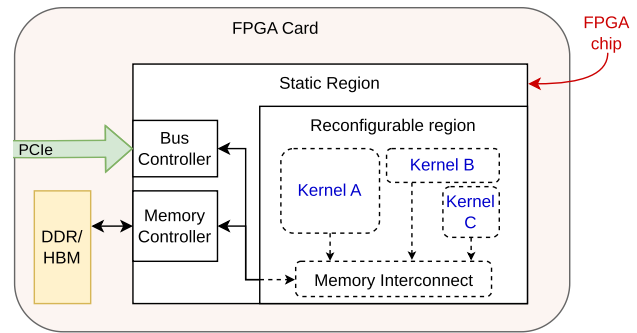 FPGA Card
FPGA
chip
Static Region
Reconfigurable region
PCIe
Bus
Controller
Kernel A
Kernel B
Kernel
C
DDR/
HBM
Memory
Controller
Memory Interconnect